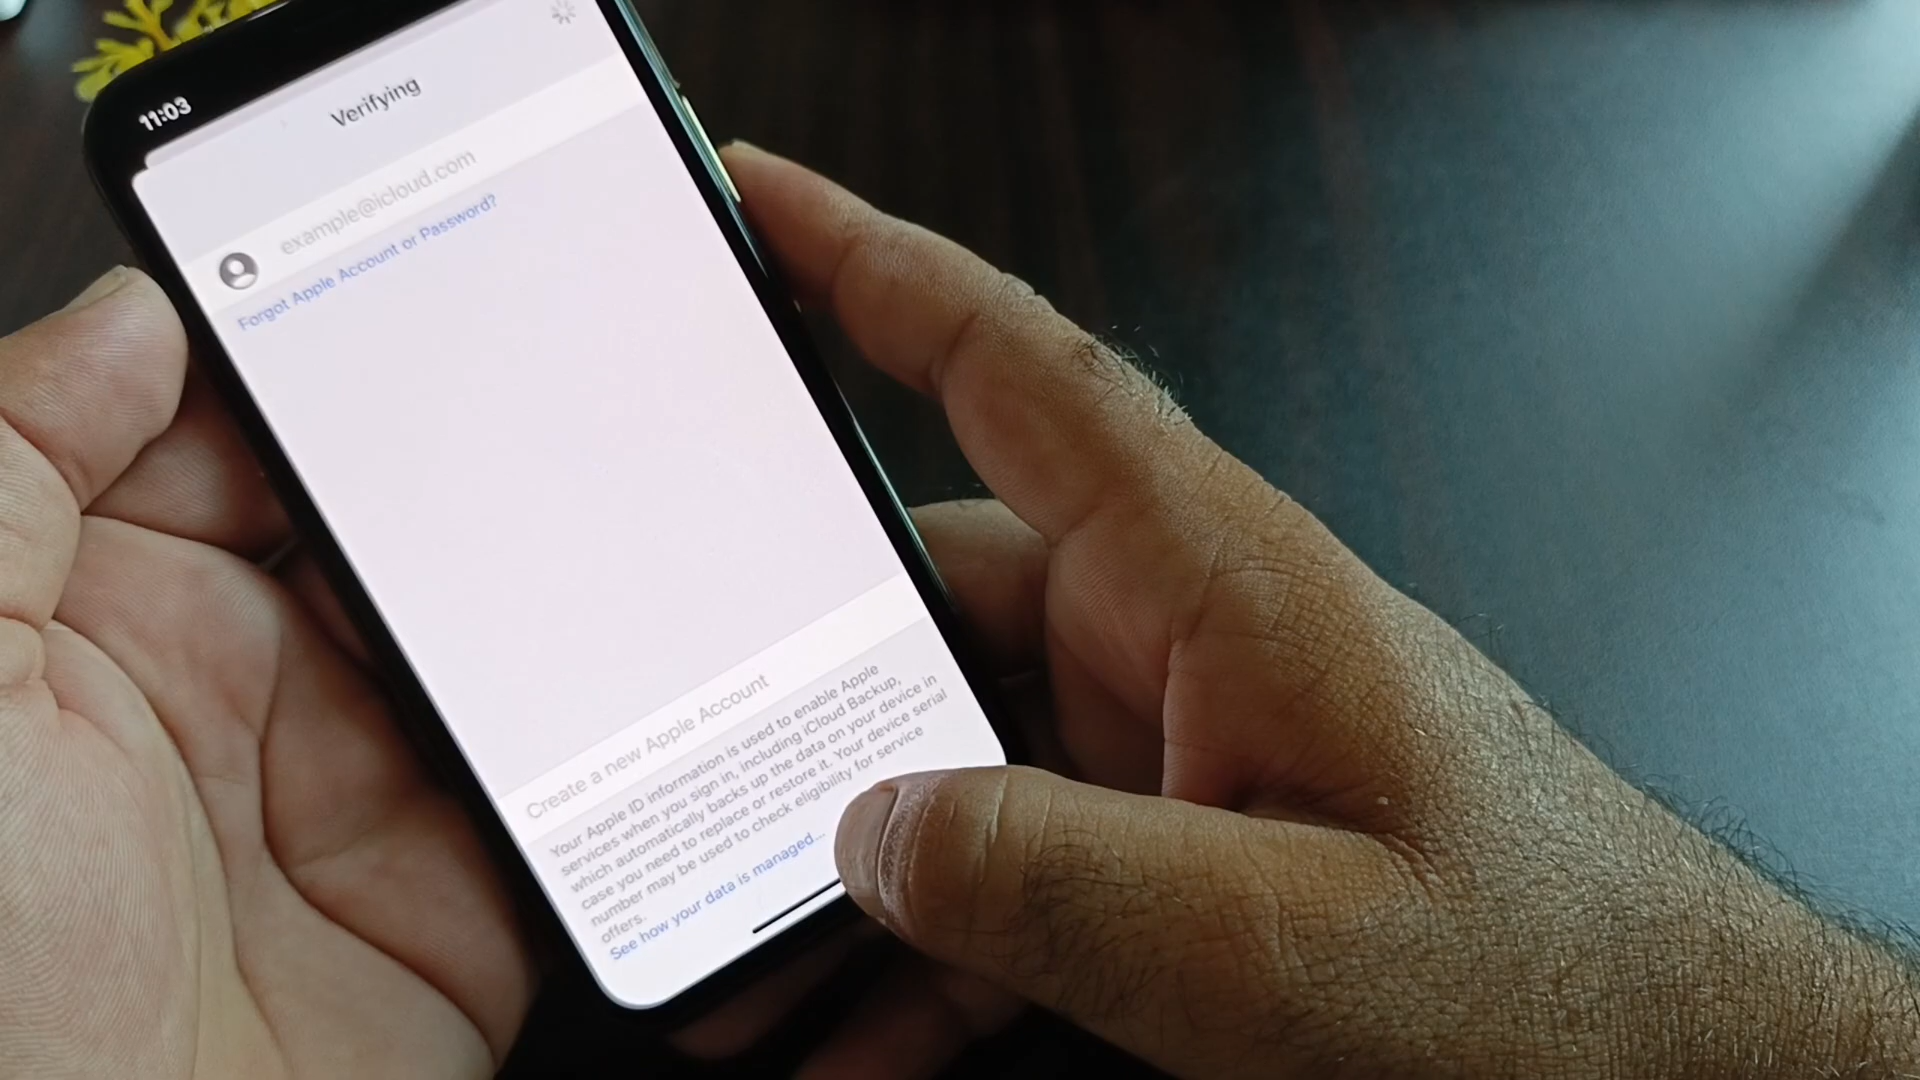 11:03
Verifying
example@icloud.com
Forgot Apple Account or Password?
Create a new Apple Account
Your Apple ID information is used to enable Apple
services when you sign in, including iCloud Backup,
which automatically backs up the data on your device in
case you need to replace or restore it. Your device serial
number may be used to check eligibility for service
offers.
See how your data is managed...